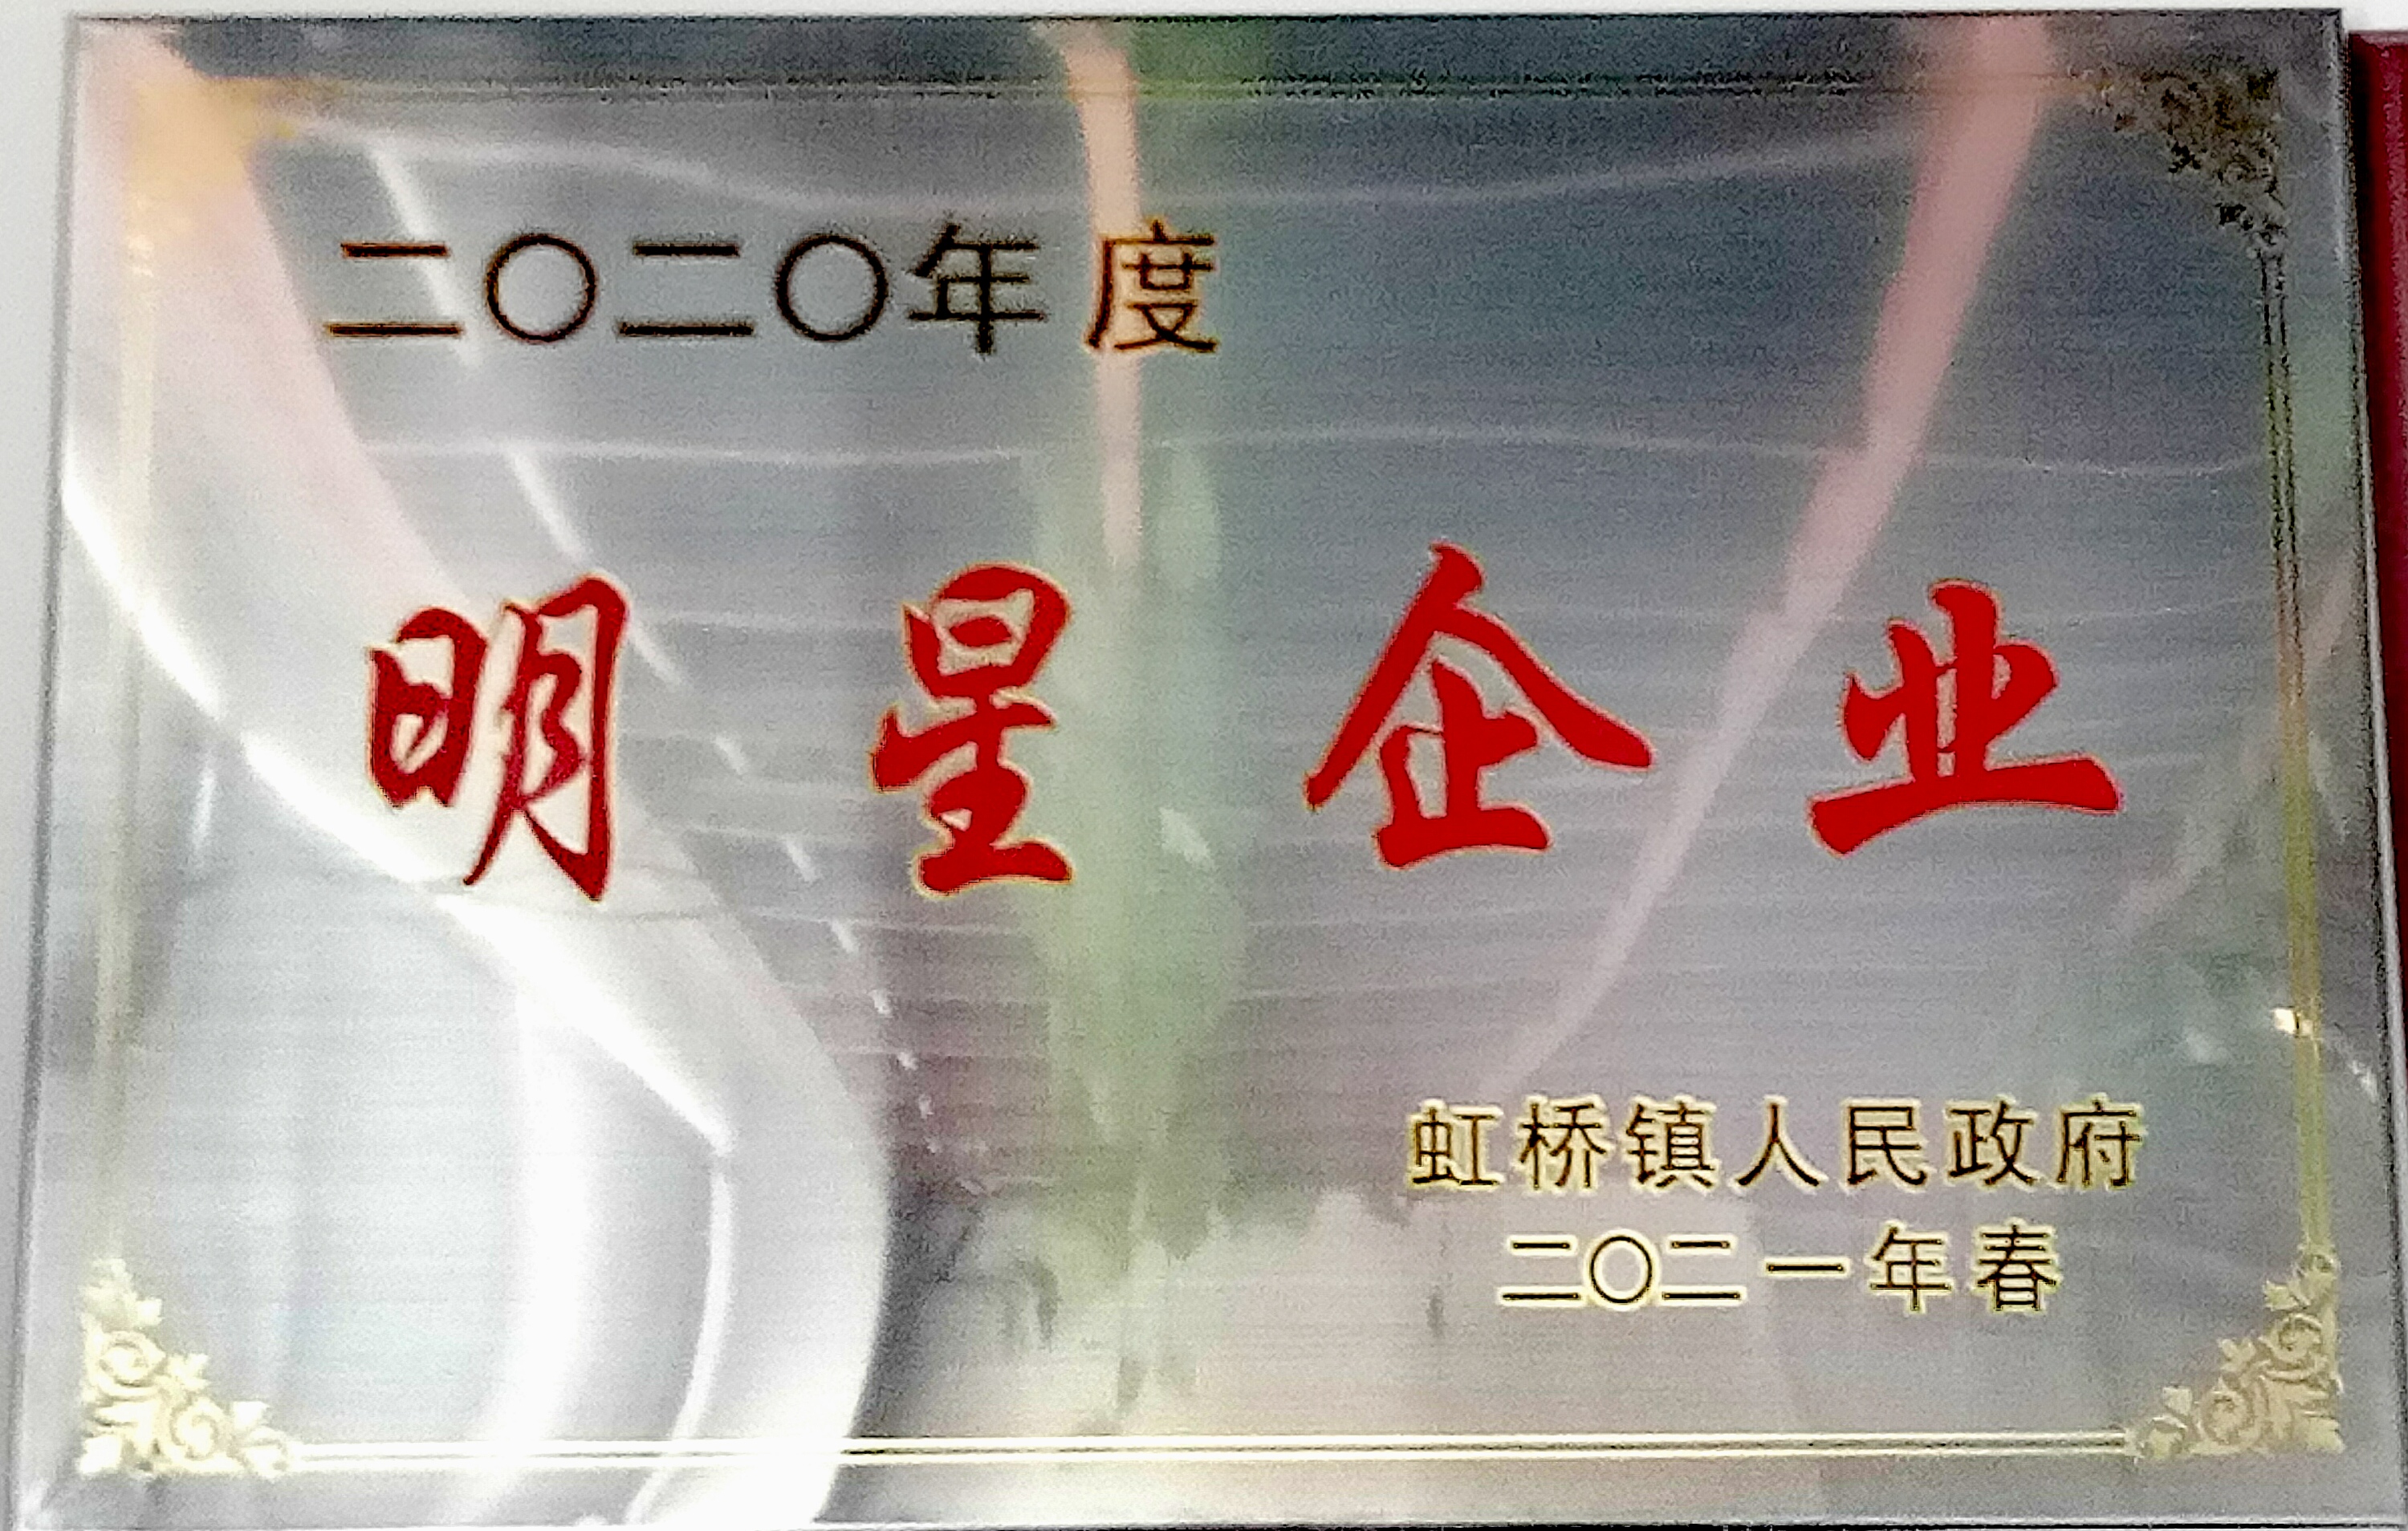 二〇二〇年度
明星企业
虹桥镇人民政府
二〇二一年春